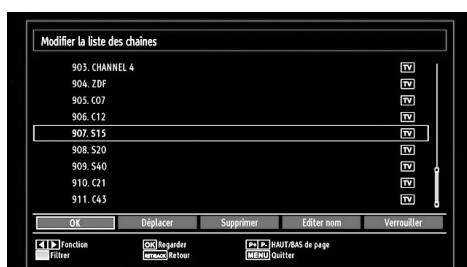 Modifier la liste des chaînes
903. CHANNEL 4 TV
904. ZDF TV
905. C07 TV
906. C12 TV
907. S15 TV
908. S20 TV
909. S40 TV
910. C21 TV
911. C43 TV
OK Déplacer Supprimer Editer nom Verrouiller
Fonction OK Regarder P+ P- HAUT/BAS de page
Filtrer RET/BACK Retour MENU Quitter